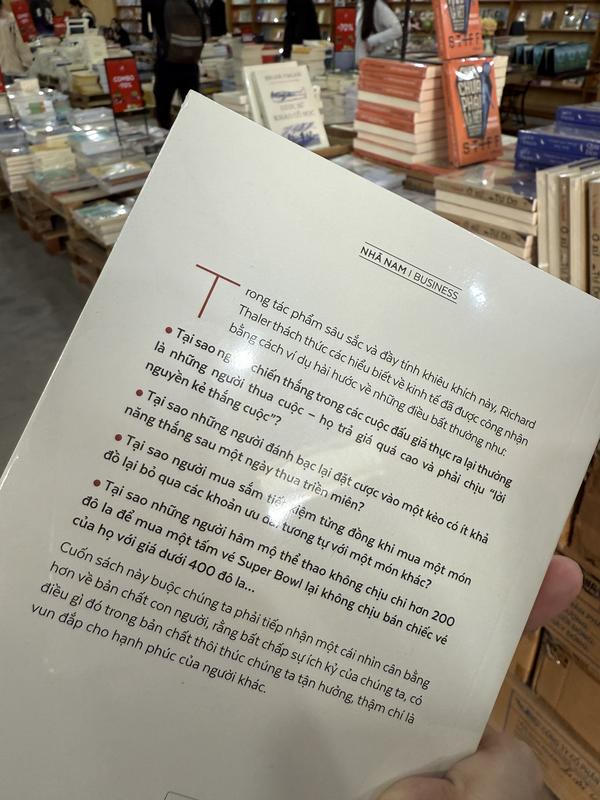 COMBO
-70%
-70%
KHẢO CỔ HỌC
STIFF
STIFF
NHÃ NAM | BUSINESS
Trong tác phẩm sâu sắc và đầy tính khiêu khích này, Richard
Thaler thách thức các hiểu biết về kinh tế đã được công nhận
bằng cách ví dụ hài hước về những điều bất thường như:
• Tại sao ng chiến thắng trong các cuộc đấu giá thực ra lại thường
là những người thua cuộc – họ trả giá quá cao và phải chịu "lời
nguyền kẻ thắng cuộc"?
• Tại sao những người đánh bạc lại đặt cược vào một kèo có ít khả
năng thắng sau một ngày thua triền miên?
• Tại sao người mua sắm tiết kiệm từng đồng khi mua một món
đồ lại bỏ qua các khoản ưu đãi tương tự với một món khác?
• Tại sao những người hâm mộ thể thao không chịu chi hơn 200
đô la để mua một tấm vé Super Bowl lại không chịu bán chiếc vé
của họ với giá dưới 400 đô la...
Cuốn sách này buộc chúng ta phải tiếp nhận một cái nhìn cân bằng
hơn về bản chất con người, rằng bất chấp sự ích kỷ của chúng ta, có
điều gì đó trong bản chất thôi thúc chúng ta tận hưởng, thậm chí là
vun đắp cho hạnh phúc của người khác.